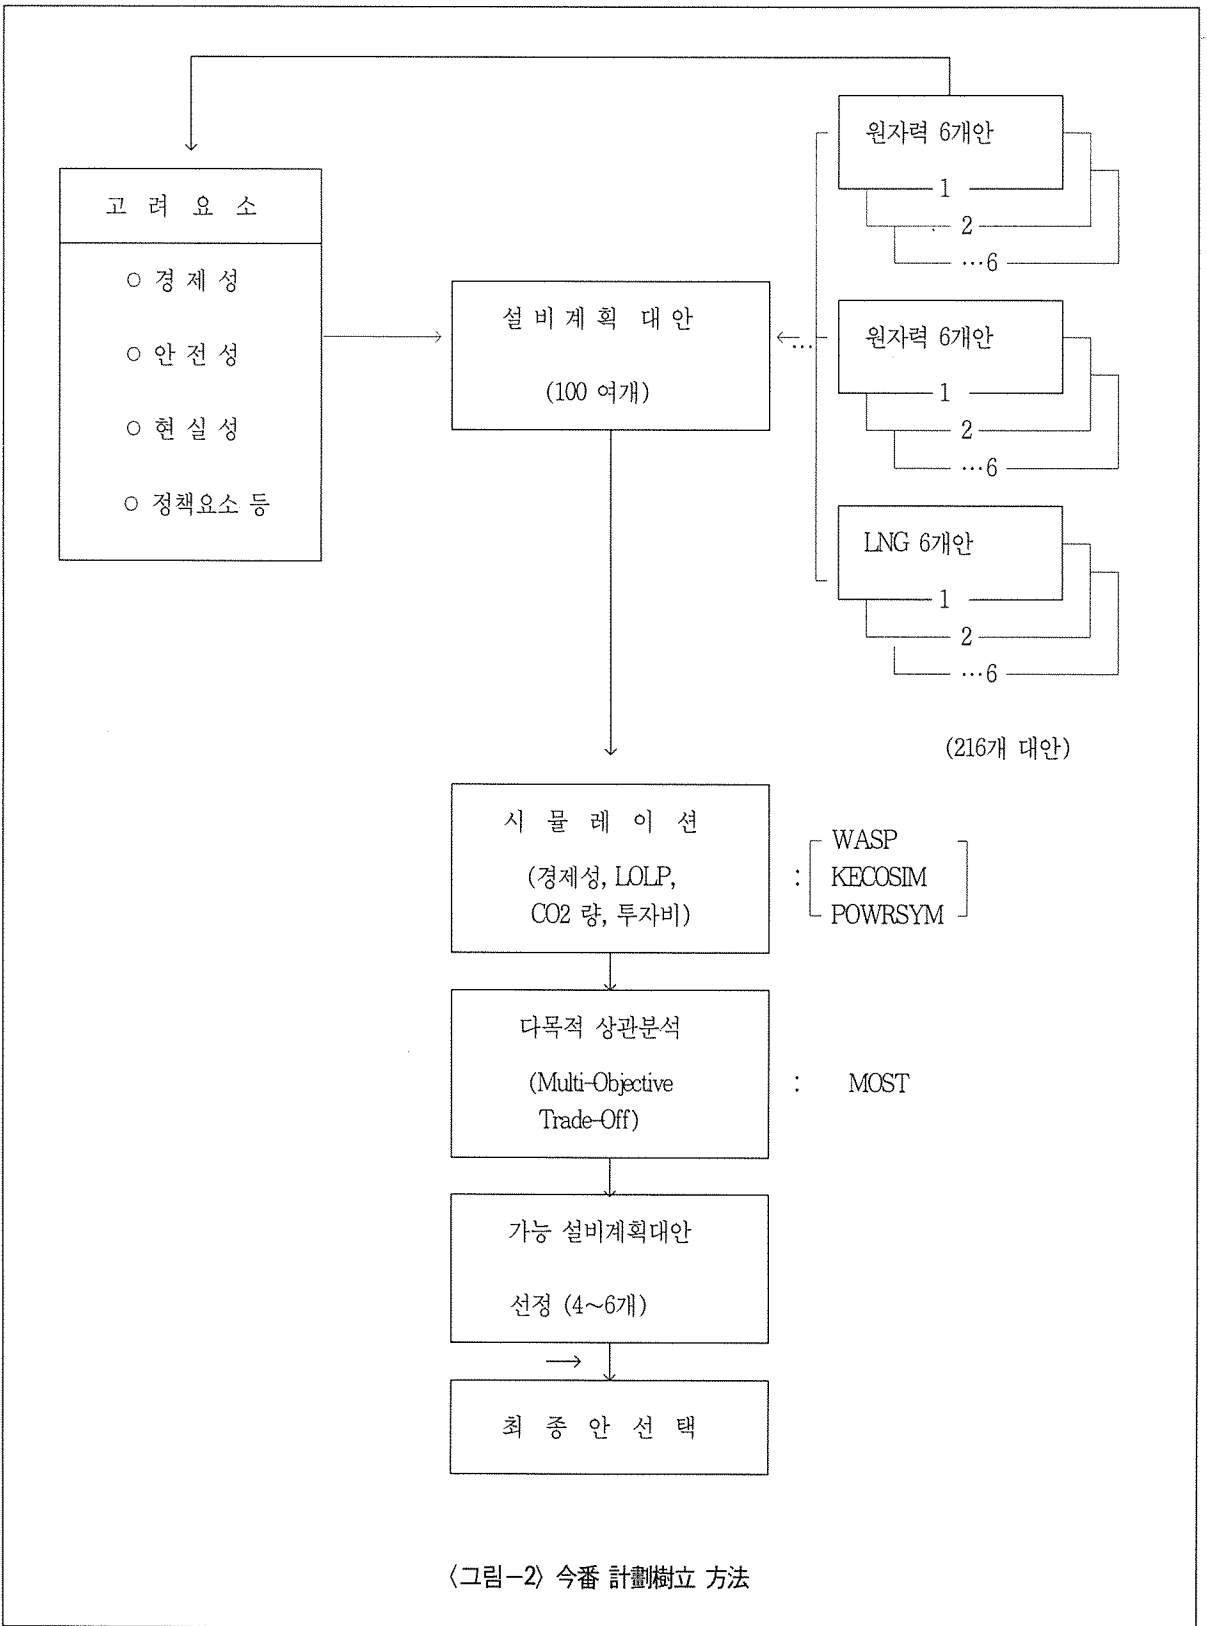 고 려 요 소
○ 경 제 성
○ 안 전 성
○ 현 실 성
○ 정책요소 등
설 비 계 획 대 안
(100 여개)
…
원자력 6개안
1
2
…6
원자력 6개안
1
2
…6
LNG 6개안
1
2
…6
(216개 대안)
시 뮬 레 이 션
(경제성, LOLP,
CO2 량, 투자비)
:
WASP
KECOSIM
POWRSYM
다목적 상관분석
(Multi-Objective
Trade-Off)
: MOST
가능 설비계획대안
선정 (4~6개)
최 종 안 선 택
〈그림-2〉 今番 計劃樹立 方法